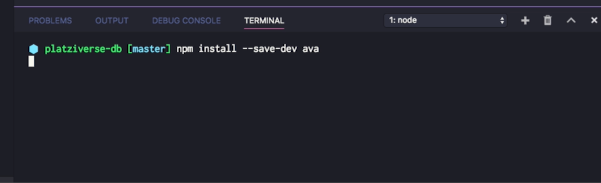 PROBLEMS OUTPUT DEBUG CONSOLE TERMINAL 1: node
platziverse-db [master] npm install --save-dev ava